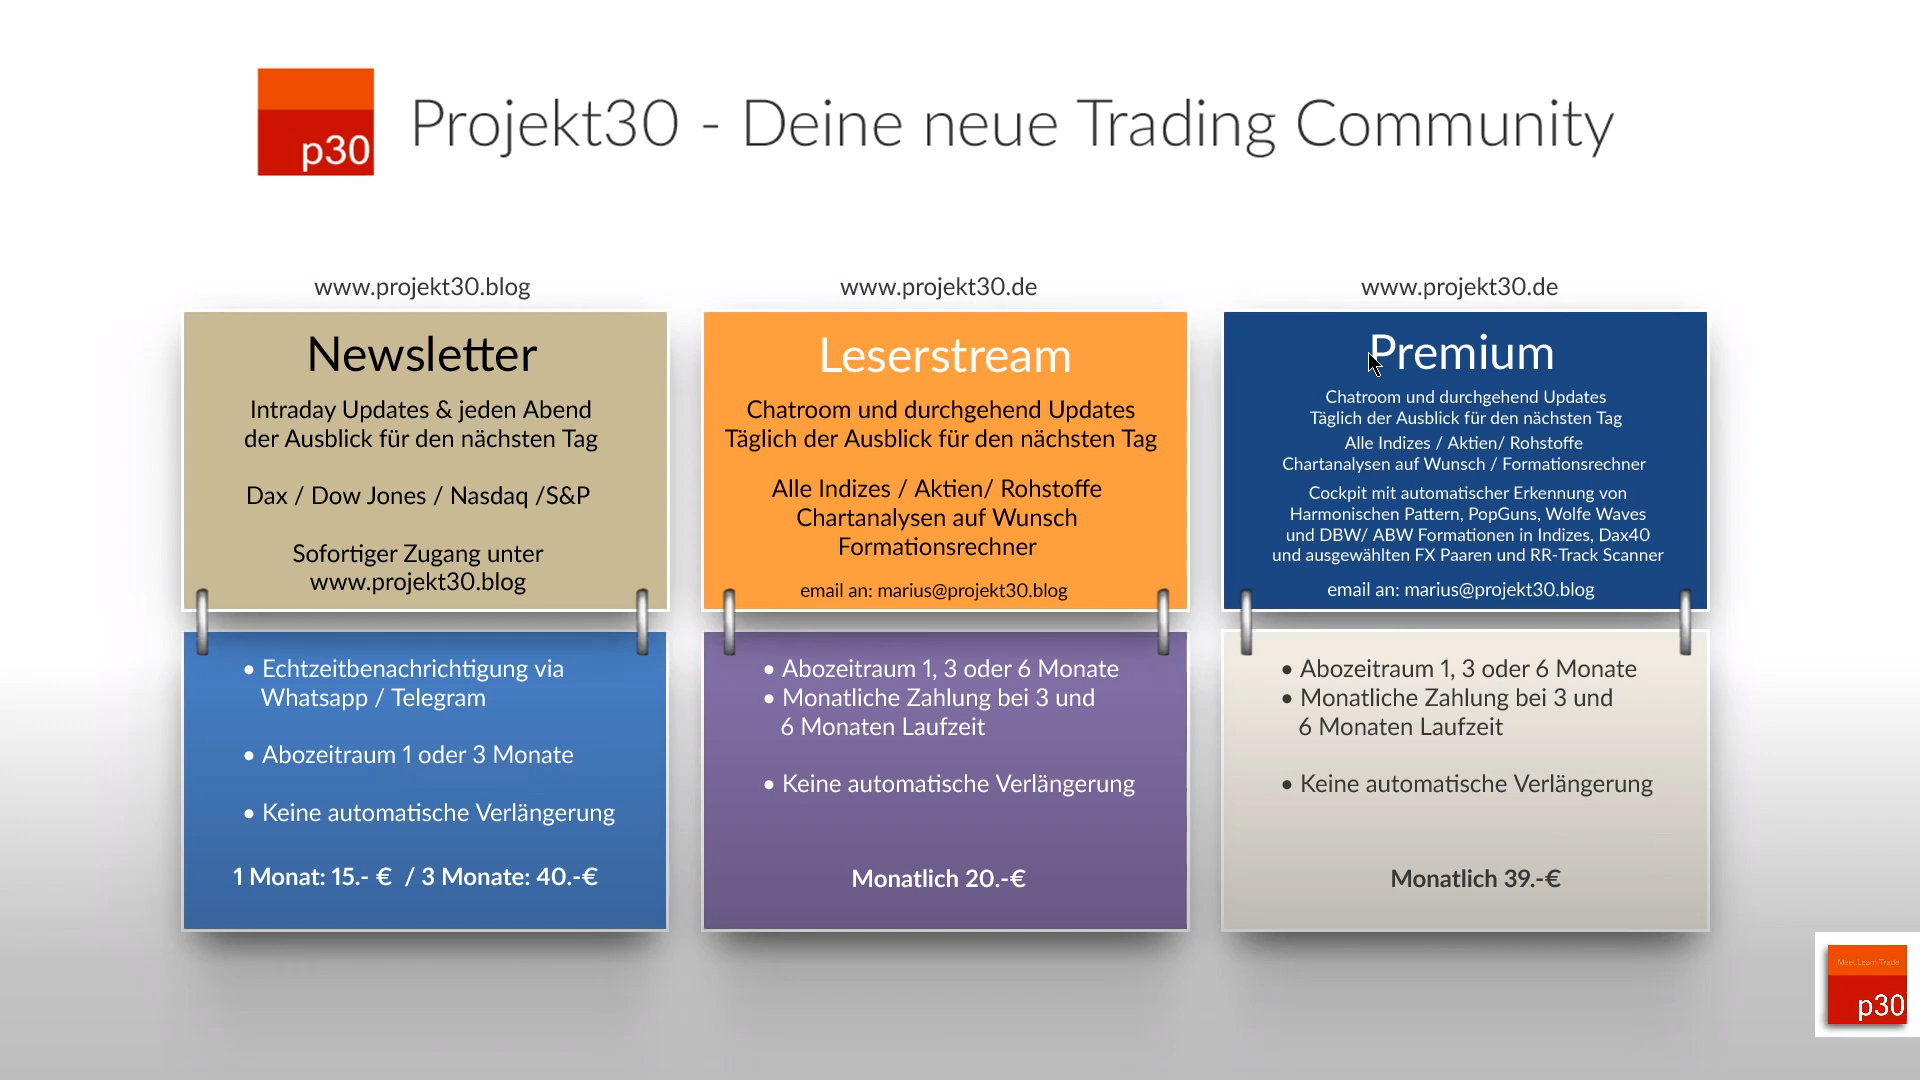 p30
Projekt30 - Deine neue Trading Community
www.projekt30.blog
Newsletter
Intraday Updates & jeden Abend
der Ausblick für den nächsten Tag
Dax / Dow Jones / Nasdaq /S&P
Sofortiger Zugang unter
www.projekt30.blog
• Echtzeitbenachrichtigung via
Whatsapp / Telegram
• Abozeitraum 1 oder 3 Monate
• Keine automatische Verlängerung
1 Monat: 15.- € / 3 Monate: 40.-€
www.projekt30.de
Leserstream
Chatroom und durchgehend Updates
Täglich der Ausblick für den nächsten Tag
Alle Indizes / Aktien/ Rohstoffe
Chartanalysen auf Wunsch
Formationsrechner
email an: marius@projekt30.blog
• Abozeitraum 1, 3 oder 6 Monate
• Monatliche Zahlung bei 3 und
6 Monaten Laufzeit
• Keine automatische Verlängerung
Monatlich 20.-€
www.projekt30.de
Premium
Chatroom und durchgehend Updates
Täglich der Ausblick für den nächsten Tag
Alle Indizes / Aktien/ Rohstoffe
Chartanalysen auf Wunsch / Formationsrechner
Cockpit mit automatischer Erkennung von
Harmonischen Pattern, PopGuns, Wolfe Waves
und DBW/ ABW Formationen in Indizes, Dax40
und ausgewählten FX Paaren und RR-Track Scanner
email an: marius@projekt30.blog
• Abozeitraum 1, 3 oder 6 Monate
• Monatliche Zahlung bei 3 und
6 Monaten Laufzeit
• Keine automatische Verlängerung
Monatlich 39.-€
Meet Learn Trade
p30